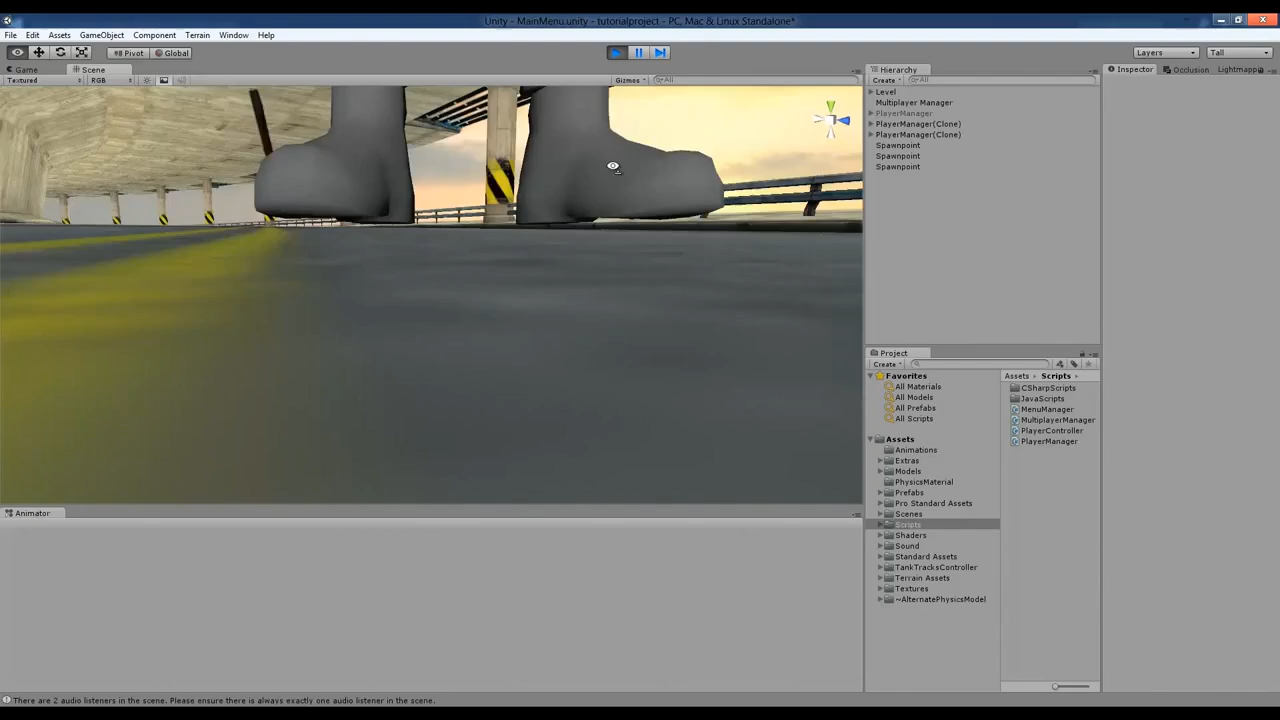 Unity - MainMenu.unity - tutorialproject - PC, Mac & Linux Standalone*
File Edit Assets GameObject Component Terrain Window Help
Pivot Global Layers Tall
Game Scene
Textured RGB Gizmos All
Hierarchy
Create All
Level
Multiplayer Manager
PlayerManager
PlayerManager(Clone)
PlayerManager(Clone)
Spawnpoint
Spawnpoint
Spawnpoint
Inspector Occlusion Lightmapp
Project
Create
Favorites
All Materials
All Models
All Prefabs
All Scripts
Assets
Animations
Extras
Models
PhysicsMaterial
Prefabs
Pro Standard Assets
Scenes
Scripts
Shaders
Sound
Standard Assets
TankTracksController
Terrain Assets
Textures
~AlternatePhysicsModel
Assets Scripts
CSharpScripts
JavaScripts
MenuManager
MultiplayerManager
PlayerController
PlayerManager
Animator
There are 2 audio listeners in the scene. Please ensure there is always exactly one audio listener in the scene.